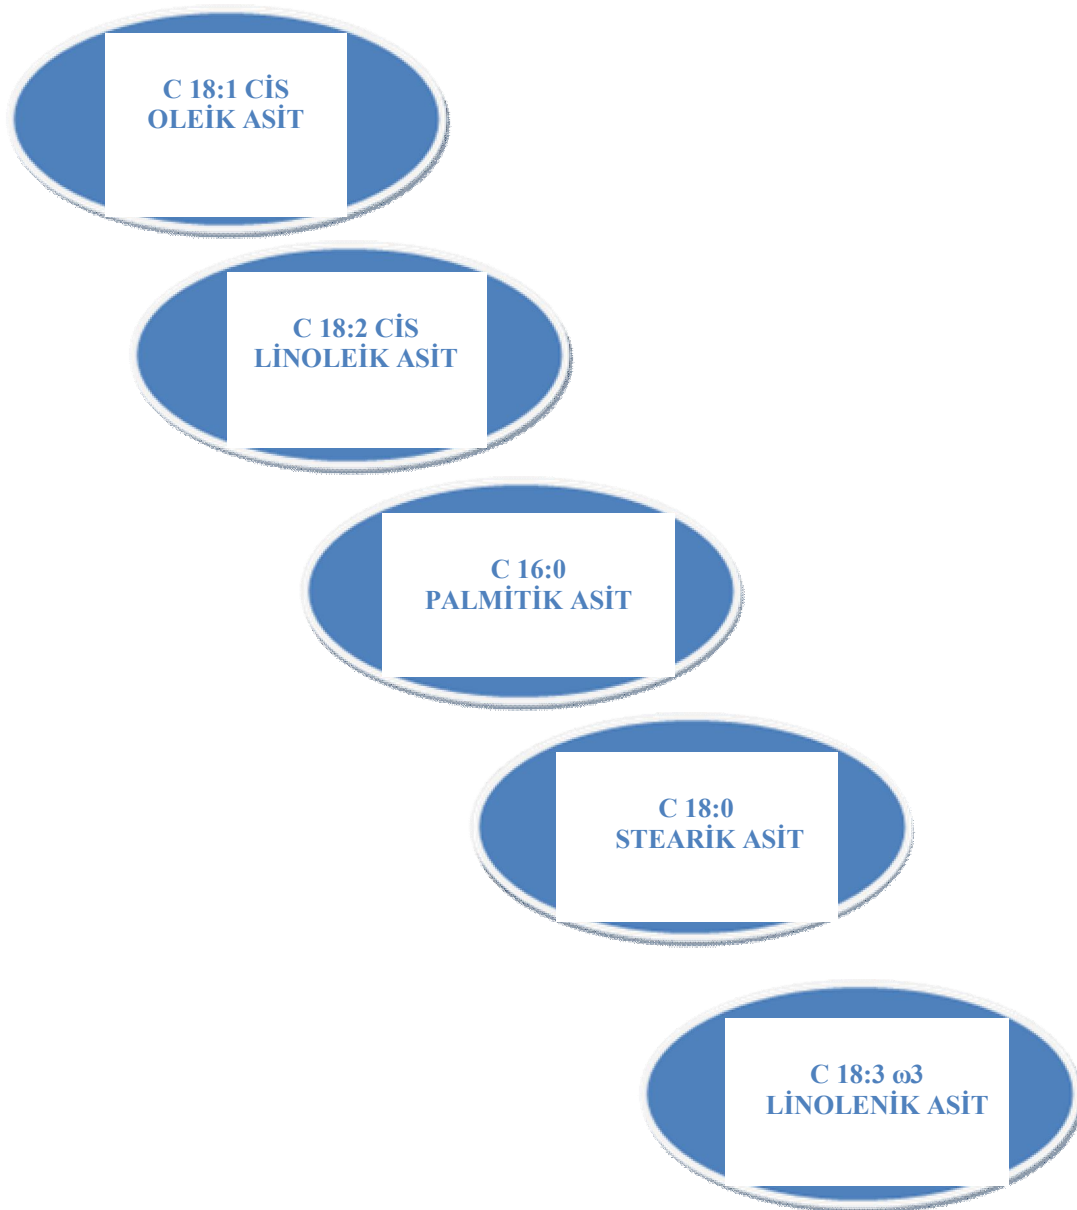 C 18:1 CİS
OLEİK ASİT
C 18:2 CİS
LİNOLEİK ASİT
C 16:0
PALMİTİK ASİT
C 18:0
STEARİK ASİT
C 18:3 ω3
LİNOLENİK ASİT